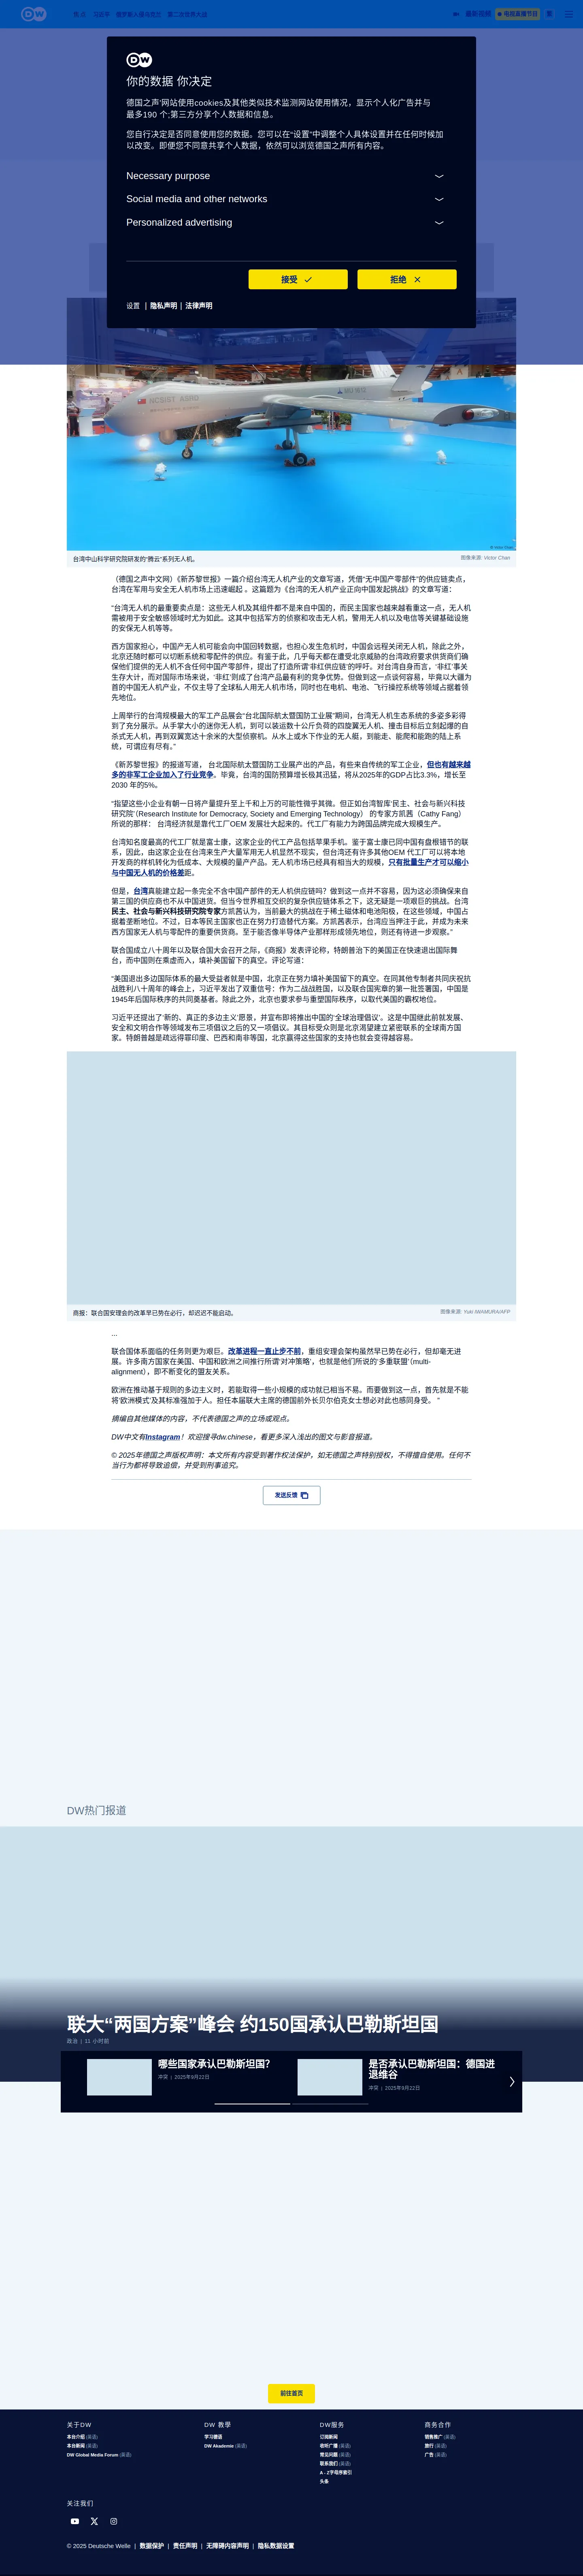 DW
习近平
俄罗斯入侵乌克兰
第二次世界大战
最新视频
电视直播节目
DW
你的数据 你决定
德国之声'网站使用cookies及其他类似技术监测网站使用情况，显示个人化广告并与
最多190 个;第三方分享个人数据和信息。
您自行决定是否同意使用您的数据。您可以在“设置”中调整个人具体设置并在任何时候加
以改变。即便您不同意共享个人数据，依然可以浏览德国之声所有内容。
Necessary purpose
Social media and other networks
Personalized advertising
接受
拒绝
设置 | 隐私声明 | 法律声明
NCSIST ASRD
台湾中山科学研究院研发的“腾云”系列无人机。
图像来源: Victor Chan
（德国之声中文网）《新苏黎世报》一篇介绍台湾无人机产业的文章写道，凭借“无中国产零部件”的供应链卖点，
台湾在军用与安全无人机市场上迅速崛起 。这篇题为《台湾的无人机产业正向中国发起挑战》的文章写道：
“台湾无人机的最重要卖点是：这些无人机及其组件都不是来自中国的，而民主国家也越来越看重这一点，无人机
需被用于安全敏感领域时尤为如此。这其中包括军方的侦察和攻击无人机，警用无人机以及电信等关键基础设施
的安保无人机等等。
西方国家担心，中国产无人机可能会向中国回转数据，也担心发生危机时，中国会远程关闭无人机，除此之外，
北京还随时都可以切断系统和零配件的供应。有鉴于此，几乎每天都在遭受北京威胁的台湾政府要求供货商们确
保他们提供的无人机不含任何中国产零部件，提出了打造所谓‘非红供应链’的呼吁。对台湾自身而言，‘非红’事关
生存大计，而对国际市场来说，‘非红’则成了台湾产品最有利的竞争优势。但做到这一点谈何容易，毕竟以大疆为
首的中国无人机产业，不仅主导了全球私人用无人机市场，同时也在电机、电池、飞行操控系统等领域占据着领
先地位。
上周举行的台湾规模最大的军工产品展会“台北国际航太暨国防工业展”期间，台湾无人机生态系统的多姿多彩得
到了充分展示。从手掌大小的迷你无人机，到可以装运数十公斤负荷的四旋翼无人机、撞击目标后立刻起爆的自
杀式无人机，再到双翼宽达十余米的大型侦察机。从水上或水下作业的无人艇，到能走、能爬和能跑的陆上系
统，可谓应有尽有。”
《新苏黎世报》的报道写道， 台北国际航太暨国防工业展产出的产品，有些来自传统的军工企业，但也有越来越
多的非军工企业加入了行业竞争。毕竟，台湾的国防预算增长极其迅猛，将从2025年的GDP占比3.3%，增长至
2030 年的5%。
“指望这些小企业有朝一日将产量提升至上千和上万的可能性微乎其微。但正如台湾智库‘民主、社会与新兴科技
研究院’（Research Institute for Democracy, Society and Emerging Technology） 的专家方凯茜（Cathy Fang）
所说的那样： 台湾经济就是靠代工厂OEM 发展壮大起来的。代工厂有能力为跨国品牌完成大规模生产。
台湾知名度最高的代工厂就是富士康，这家企业的代工产品包括苹果手机。鉴于富士康已同中国有盘根错节的联
系，因此，由这家企业在台湾来生产大量军用无人机显然不现实，但台湾还有许多其他OEM 代工厂可以将本地
开发商的样机转化为低成本、大规模的量产产品。无人机市场已经具有相当大的规模，只有批量生产才可以缩小
与中国无人机的价格差距。
但是，台湾真能建立起一条完全不含中国产部件的无人机供应链吗？做到这一点并不容易，因为这必须确保来自
第三国的供应商也不从中国进货。但当今世界相互交织的复杂供应链体系之下，这无疑是一项艰巨的挑战。台湾
民主、社会与新兴科技研究院专家方凯茜认为，当前最大的挑战在于稀土磁体和电池阳极，在这些领域，中国占
据着垄断地位。不过，日本等民主国家也正在努力打造替代方案。方凯茜表示，台湾应当押注于此，并成为未来
西方国家无人机与零配件的重要供货商。至于能否像半导体产业那样形成领先地位，则还有待进一步观察。”
联合国成立八十周年以及联合国大会召开之际，《商报》发表评论称，特朗普治下的美国正在快速退出国际舞
台，而中国则在乘虚而入，填补美国留下的真空。评论写道：
“美国退出多边国际体系的最大受益者就是中国，北京正在努力填补美国留下的真空。在同其他专制者共同庆祝抗
战胜利八十周年的峰会上，习近平发出了双重信号：作为二战战胜国，以及联合国宪章的第一批签署国，中国是
1945年后国际秩序的共同奠基者。除此之外，北京也要求参与重塑国际秩序，以取代美国的霸权地位。
习近平还提出了‘新的、真正的多边主义’愿景，并宣布即将推出中国的‘全球治理倡议’。这是中国继此前就发展、
安全和文明合作等领域发布三项倡议之后的又一项倡议。其目标受众则是北京渴望建立紧密联系的全球南方国
家。特朗普越是疏远得罪印度、巴西和南非等国，北京赢得这些国家的支持也就会变得越容易。
商报：联合国安理会的改革早已势在必行，却迟迟不能启动。
图像来源: Yuki IWAMURA/AFP
...
联合国体系面临的任务则更为艰巨。改革进程一直止步不前，重组安理会架构虽然早已势在必行，但却毫无进
展。许多南方国家在美国、中国和欧洲之间推行所谓‘对冲策略’，也就是他们所说的‘多重联盟’（multi-
alignment），即不断变化的盟友关系。
欧洲在推动基于规则的多边主义时，若能取得一些小规模的成功就已相当不易。而要做到这一点，首先就是不能
将‘欧洲模式’及其标准强加于人。担任本届联大主席的德国前外长贝尔伯克女士想必对此也感同身受。 ”
摘编自其他媒体的内容，不代表德国之声的立场或观点。
DW中文有Instagram！欢迎搜寻dw.chinese，看更多深入浅出的图文与影音报道。
© 2025年德国之声版权声明：本文所有内容受到著作权法保护，如无德国之声特别授权，不得擅自使用。任何不
当行为都将导致追偿，并受到刑事追究。
发送反馈
DW热门报道
联大“两国方案”峰会 约150国承认巴勒斯坦国
政治 | 11 小时前
哪些国家承认巴勒斯坦国？
冲突 | 2025年9月22日
是否承认巴勒斯坦国：德国进
退维谷
冲突 | 2025年9月22日
前往首页
关于DW
本台介绍 (英语)
本台新闻 (英语)
DW Global Media Forum (英语)
DW 教學
学习德语
DW Akademie (英语)
DW服务
订阅新闻
收听广播 (英语)
常见问题 (英语)
联系我们 (英语)
A - Z字母序索引
头条
商务合作
销售推广 (英语)
旅行 (英语)
广告 (英语)
关注我们
© 2025 Deutsche Welle | 数据保护 | 责任声明 | 无障碍内容声明 | 隐私数据设置